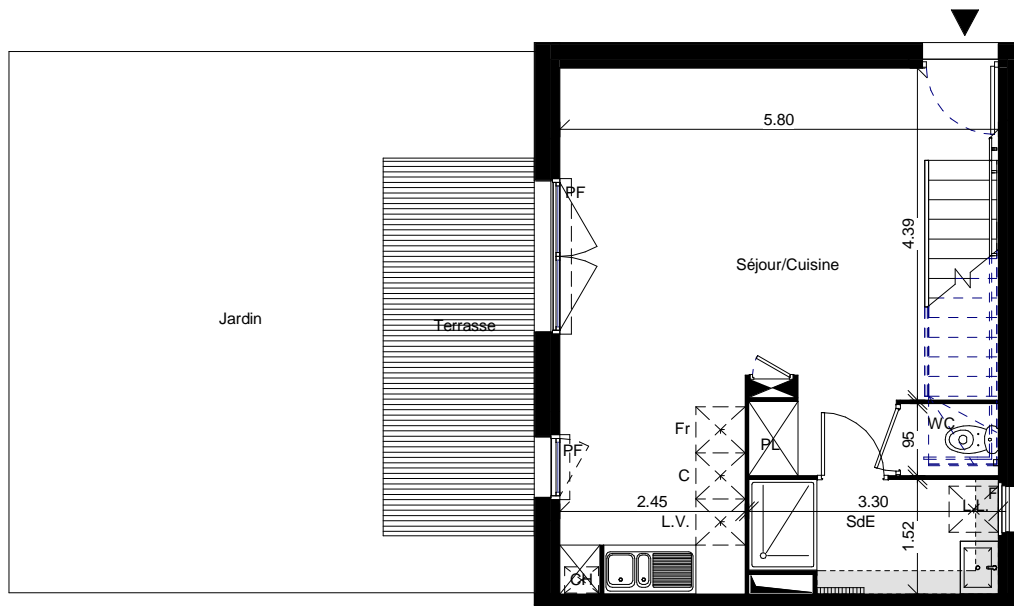 5.80
PF
4.39
Séjour/Cuisine
Jardin
Terrasse
Fr
WC
95
PL
PF
C
2.45
3.30
F
L.L.
L.V.
SdE
1.52
CH